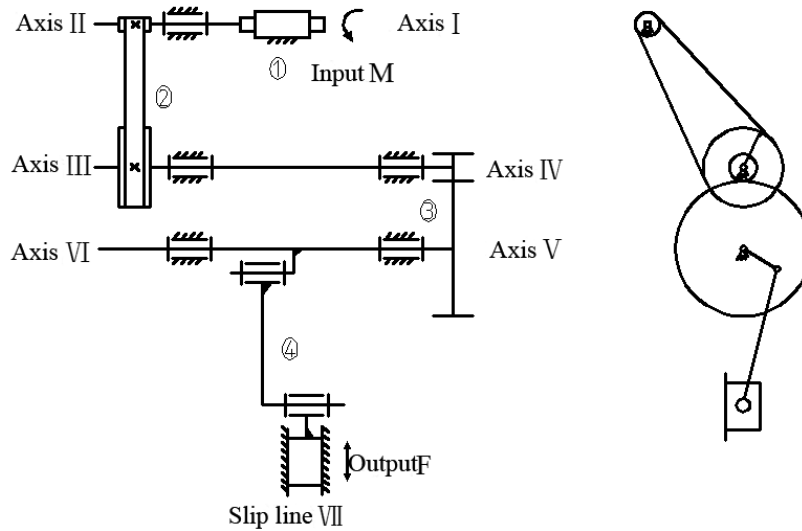 Axis Ⅱ
Axis Ⅰ
①
Input M
②
Axis Ⅲ
Axis Ⅳ
③
Axis Ⅵ
Axis Ⅴ
④
OutputF
Slip line Ⅶ